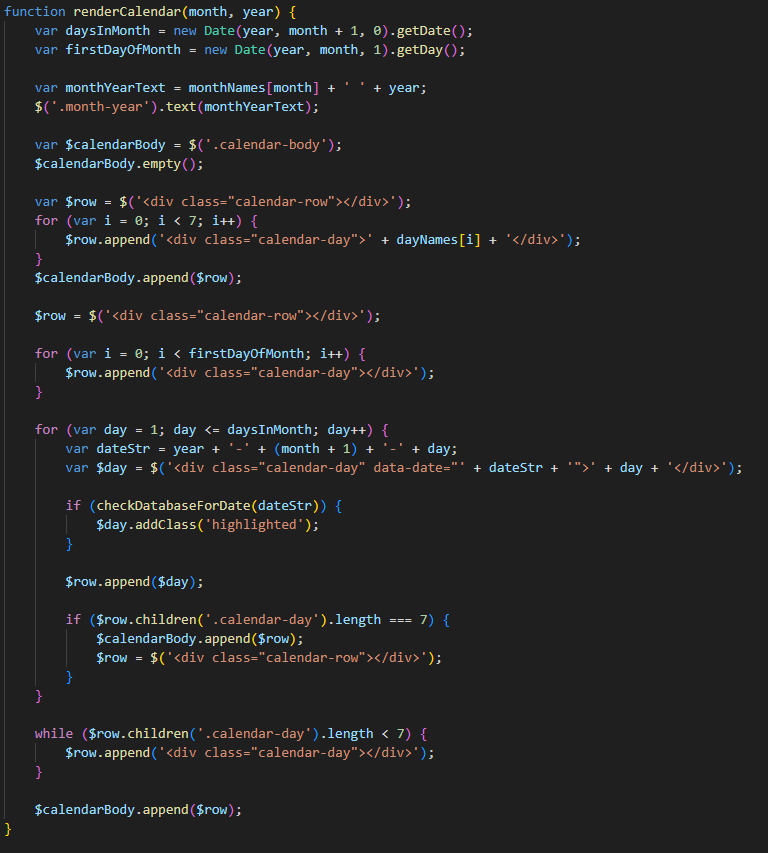 function renderCalendar(month, year) {
    var daysInMonth = new Date(year, month + 1, 0).getDate();
    var firstDayOfMonth = new Date(year, month, 1).getDay();

    var monthYearText = monthNames[month] + ' ' + year;
    $('.month-year').text(monthYearText);

    var $calendarBody = $('.calendar-body');
    $calendarBody.empty();

    var $row = $('<div class="calendar-row"></div>');
    for (var i = 0; i < 7; i++) {
        $row.append('<div class="calendar-day">' + dayNames[i] + '</div>');
    }
    $calendarBody.append($row);

    $row = $('<div class="calendar-row"></div>');

    for (var i = 0; i < firstDayOfMonth; i++) {
        $row.append('<div class="calendar-day"></div>');
    }

    for (var day = 1; day <= daysInMonth; day++) {
        var dateStr = year + '-' + (month + 1) + '-' + day;
        var $day = $('<div class="calendar-day" data-date="' + dateStr + '">' + day + '</div>');

        if (checkDatabaseForDate(dateStr)) {
            $day.addClass('highlighted');
        }

        $row.append($day);

        if ($row.children('.calendar-day').length === 7) {
            $calendarBody.append($row);
            $row = $('<div class="calendar-row"></div>');
        }
    }

    while ($row.children('.calendar-day').length < 7) {
        $row.append('<div class="calendar-day"></div>');
    }

    $calendarBody.append($row);
}